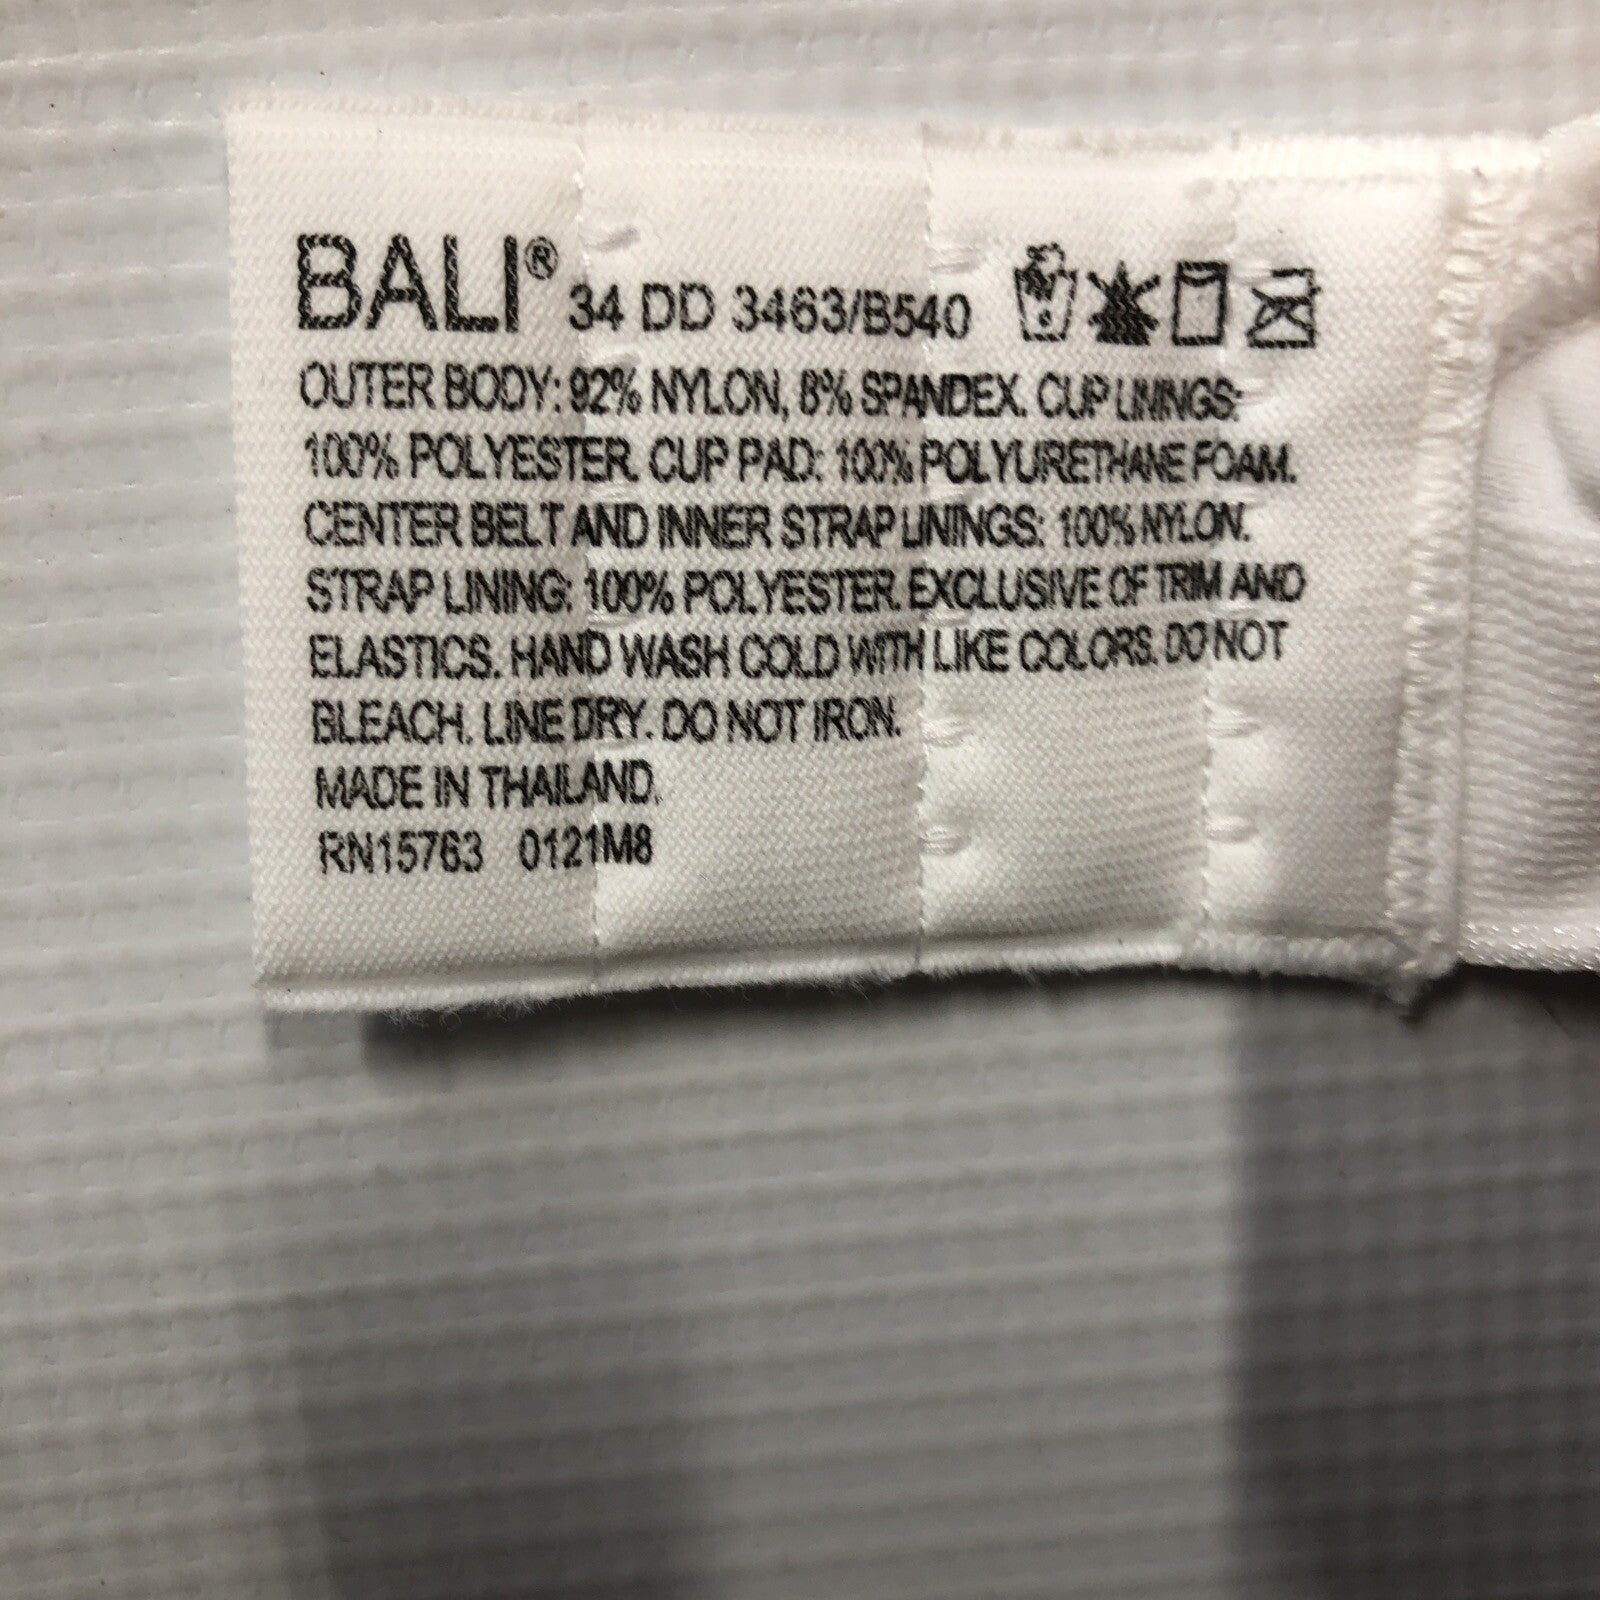 BALI® 34 DD 3463/B540
OUTER BODY: 92% NYLON, 8% SPANDEX. CUP LININGS:
100% POLYESTER. CUP PAD: 100% POLYURETHANE FOAM.
CENTER BELT AND INNER STRAP LININGS: 100% NYLON.
STRAP LINING: 100% POLYESTER. EXCLUSIVE OF TRIM AND
ELASTICS. HAND WASH COLD WITH LIKE COLORS. DO NOT
BLEACH. LINE DRY. DO NOT IRON.
MADE IN THAILAND.
RN15763 0121M8